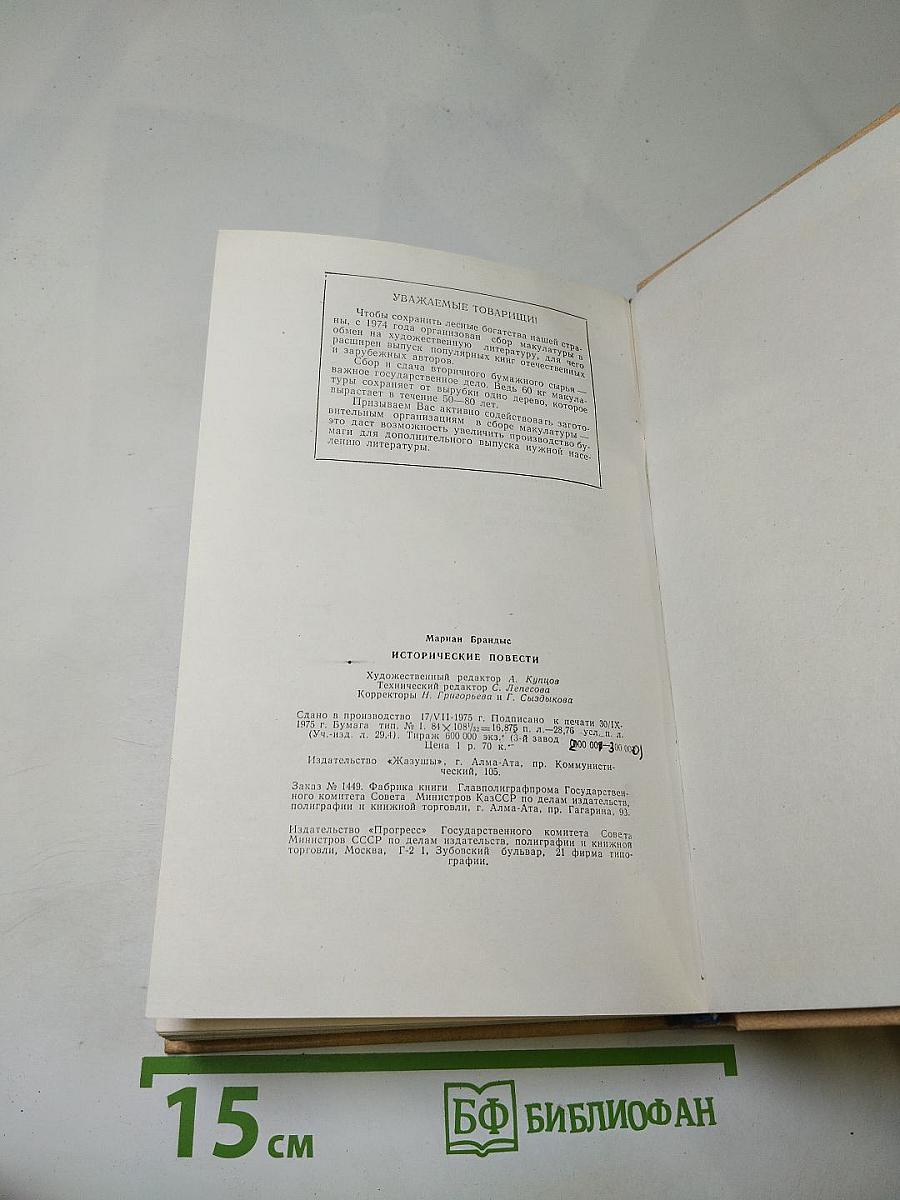 УВАЖАЕМЫЕ ТОВАРИЩИ!
Чтобы сохранить лесные богатства нашей стра-
ны, с 1974 года организован сбор макулатуры в
обмен на художественную литературу, для чего
расширен выпуск популярных книг отечественных
и зарубежных авторов.
Сбор и сдача вторичного бумажного сырья —
важное государственное дело. Ведь 60 кг макула-
туры сохраняет от вырубки одно дерево, которое
вырастает в течение 50—80 лет.
Призываем Вас активно содействовать загото-
вительным организациям в сборе макулатуры —
это даст возможность увеличить производство бу-
маги для дополнительного выпуска нужной насе-
лению литературы.
Мариан Брандыс
ИСТОРИЧЕСКИЕ ПОВЕСТИ
Художественный редактор А. Купцов
Технический редактор С. Лепесова
Корректоры Н. Григорьева и Г. Сыздыкова
Сдано в производство 17/VII-1975 г. Подписано к печати 30/IX-
1975 г. Бумага тип. № 1. 84×108¹/₃₂=16,875 п. л.—28,76 усл. п. л.
(Уч.-изд. л. 29,4). Тираж 600 000 экз. (3-й завод 200 001—300 000)
Цена 1 р. 70 к.
Издательство «Жазушы», г. Алма-Ата, пр. Коммунисти-
ческий, 105.
Заказ № 1449. Фабрика книги Главполиграфпрома Государствен-
ного комитета Совета Министров КазССР по делам издательств,
полиграфии и книжной торговли, г. Алма-Ата, пр. Гагарина, 93.
Издательство «Прогресс» Государственного комитета Совета
Министров СССР по делам издательств, полиграфии и книжной
торговли, Москва, Г-2 1, Зубовский бульвар, 21 фирма типо-
графии.
15 см
БФ БИБЛИОФАН